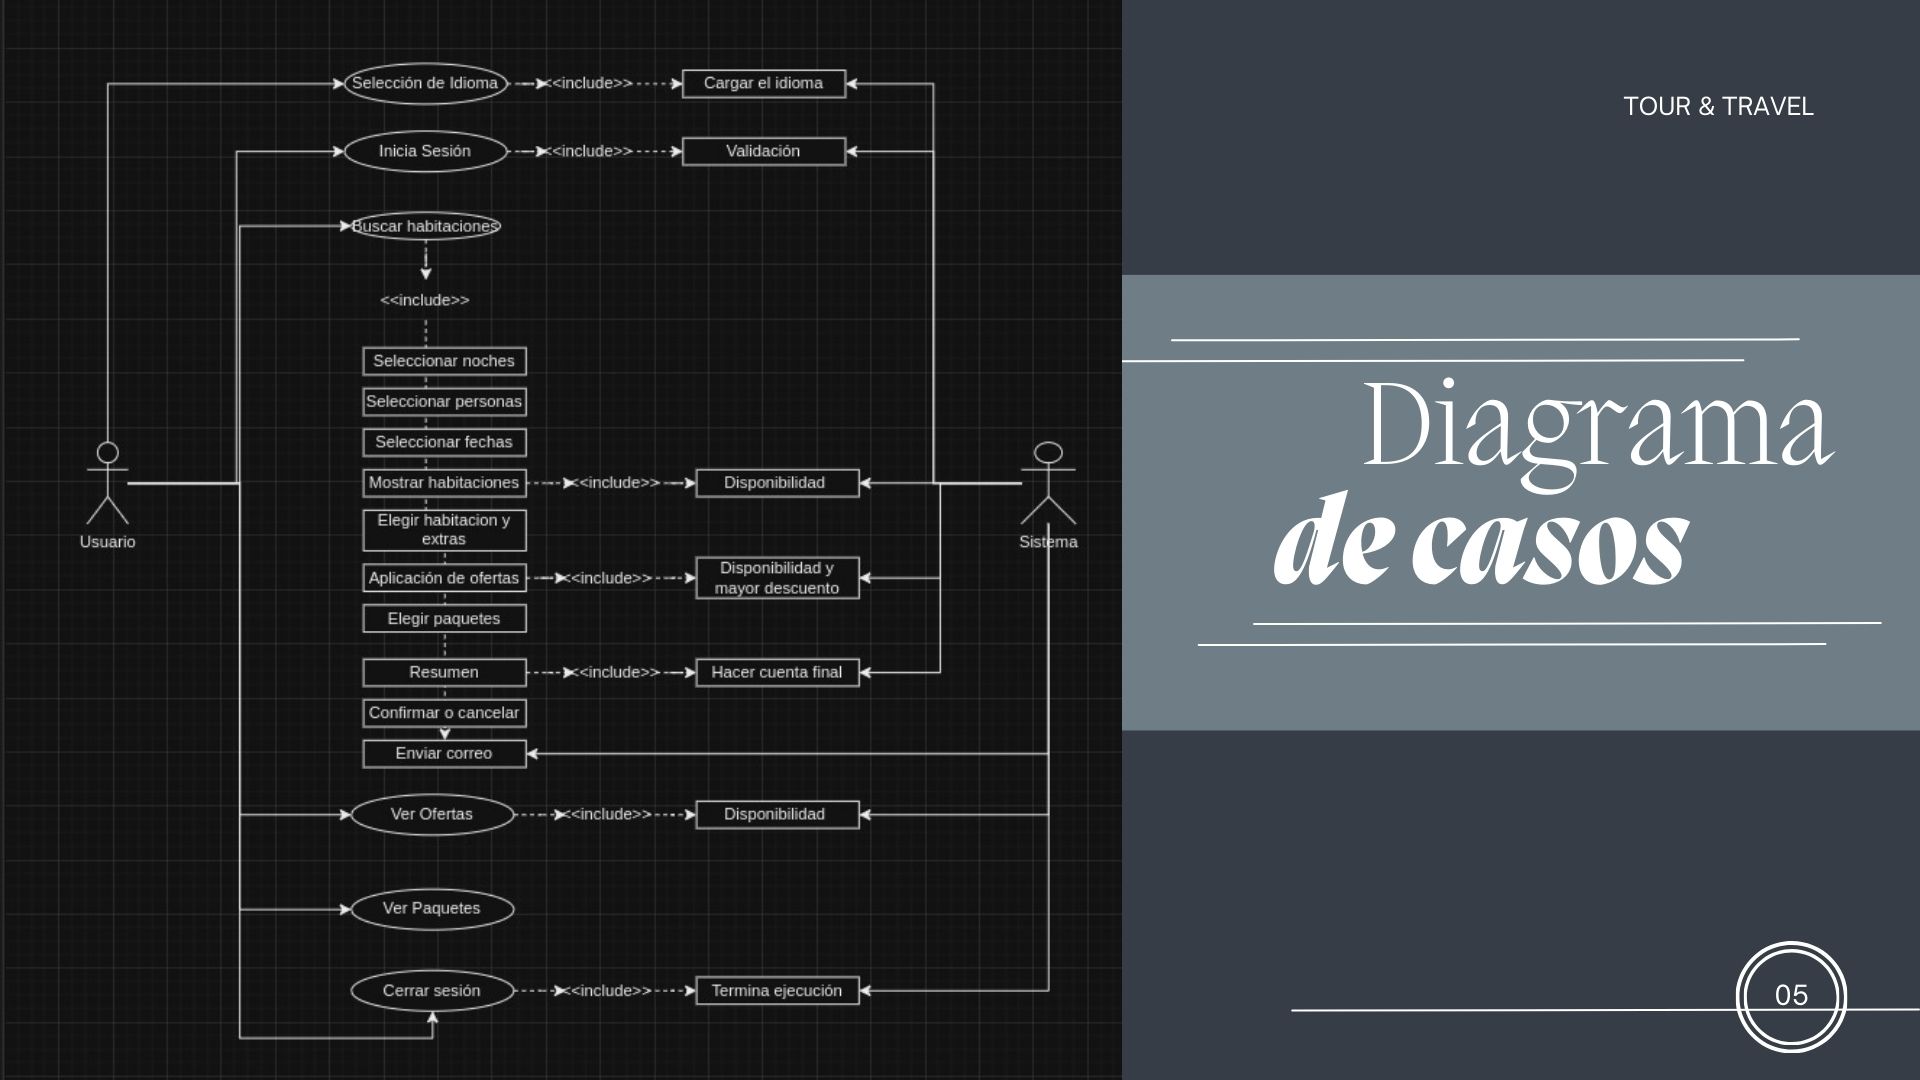 Selección de Idioma <<include>> Cargar el idioma
Inicia Sesión <<include>> Validación
Buscar habitaciones
<<include>>
Seleccionar noches
Seleccionar personas
Seleccionar fechas
Mostrar habitaciones <<include>> Disponibilidad
Elegir habitacion y
extras
Aplicación de ofertas <<include>> Disponibilidad y
mayor descuento
Elegir paquetes
Resumen <<include>> Hacer cuenta final
Confirmar o cancelar
Enviar correo
Ver Ofertas <<include>> Disponibilidad
Ver Paquetes
Cerrar sesión <<include>> Termina ejecución
Usuario
Sistema
TOUR & TRAVEL
Diagrama
de casos
05